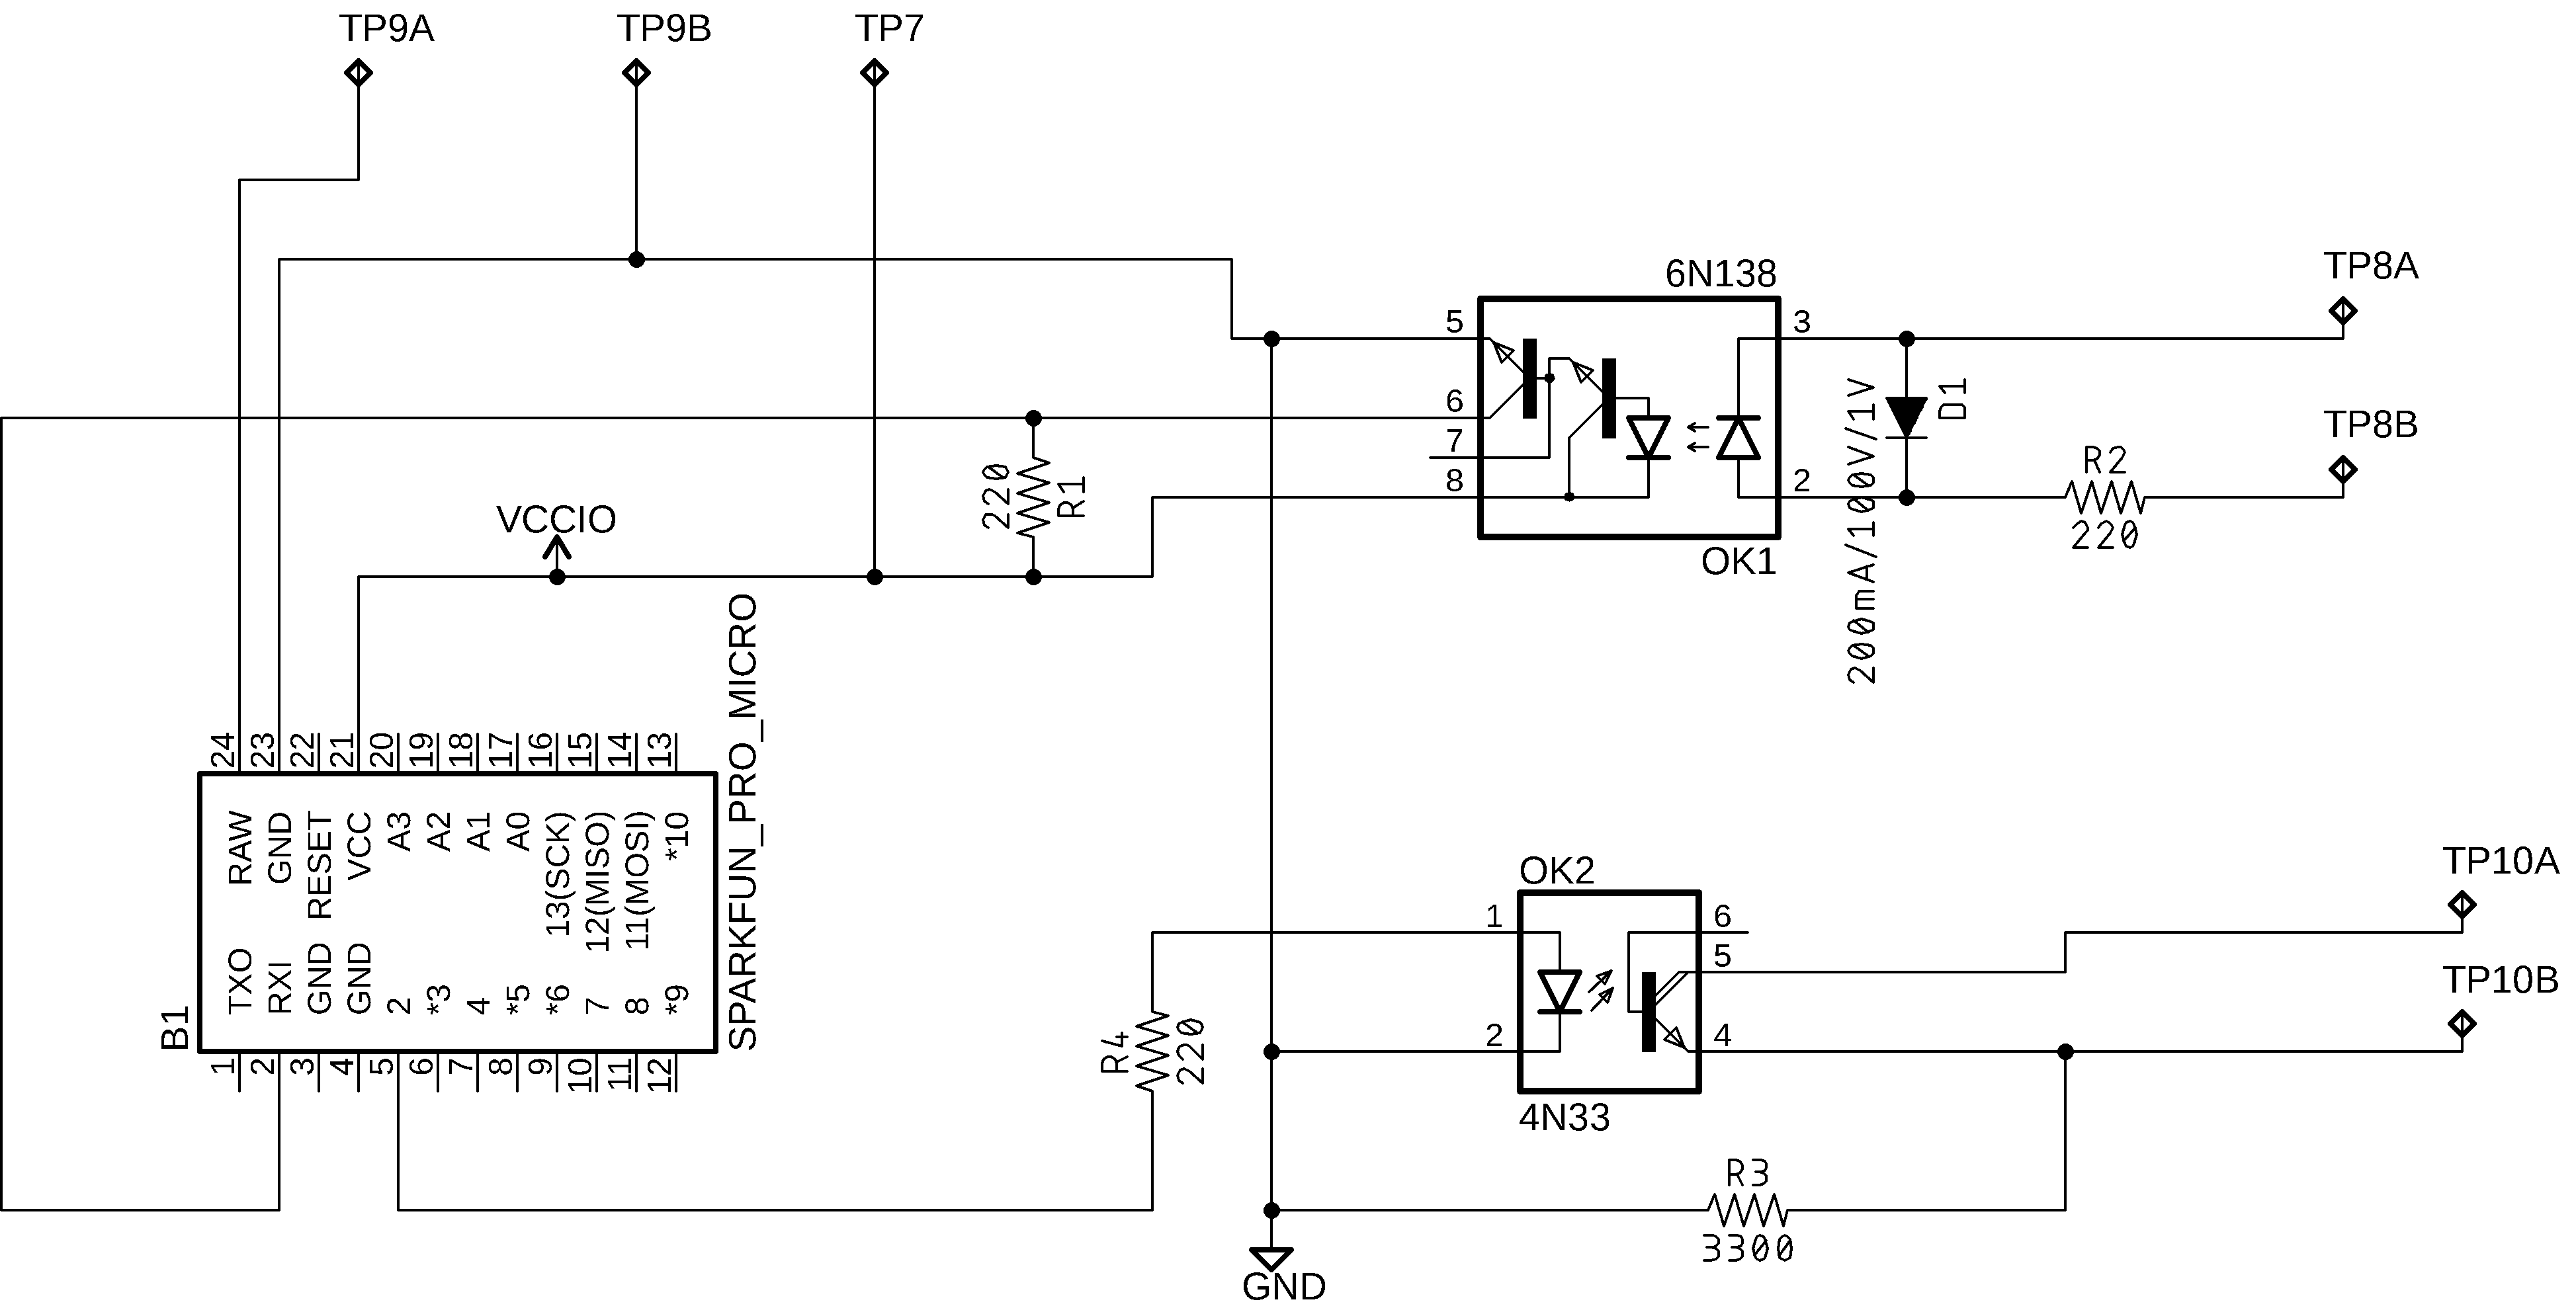 TP9A
TP9B
TP7
6N138
TP8A
5
3
6
TP8B
7
8
2
R2
220
220
R1
VCCIO
OK1
D1
200mA/100V/1V
SPARKFUN_PRO_MICRO
24
23
22
21
20
19
18
17
16
15
14
13
RAW
GND
RESET
VCC
A3
A2
A1
A0
13(SCK)
12(MISO)
11(MOSI)
*10
TXO
RXI
GND
GND
2
*3
4
*5
*6
7
8
*9
B1
1
2
3
4
5
6
7
8
9
10
11
12
OK2
TP10A
1
6
5
TP10B
2
4
R4
220
4N33
R3
3300
GND